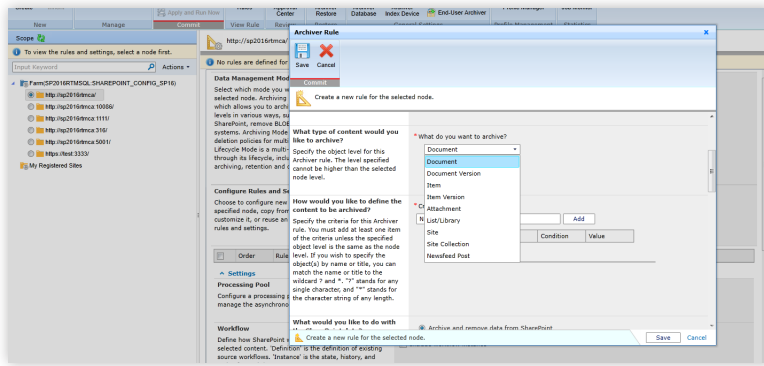 Apply and Run Now
Center
Restore
Database
Index Device
End-User Archiver
New
Manage
Commit
View Rule
Archiver Rule
x
Save
Cancel
Commit
Create a new rule for the selected node.
Scope
To view the rules and settings, select a node first.
Input Keyword
Actions
Farm(SP2016RTMSQL:SHAREPOINT_CONFIG_SP16)
http://sp2016rtmca/
http://sp2016rtmca:10086/
http://sp2016rtmca:1111/
http://sp2016rtmca:316/
http://sp2016rtmca:5001/
https://test:3333/
My Registered Sites
http://sp2016rtmca/
No rules are defined for
Data Management Mod
Select which mode you w
selected node. Archiving
which allows you to archi
levels in various ways, su
SharePoint, remove BLOB
systems. Archiving Mode
deletion policies for multi
Lifecycle Mode is a multi-
through its lifecycle, inclu
archiving, retention and d
Configure Rules and Se
Choose to configure new
specified node, copy from
customize it, or reuse an
rules and settings.
Order
Rule
Settings
Processing Pool
Configure a processing p
manage the asynchrono
Workflow
Define how SharePoint w
selected content. 'Definition' is the definition of existing
source workflows. 'Instance' is the state, history, and
What type of content would you
like to archive?
Specify the object level for this
Archiver rule. The level specified
cannot be higher than the selected
node level.
* What do you want to archive?
Document
Document
Document Version
Item
Item Version
Attachment
List/Library
Site
Site Collection
Newsfeed Post
How would you like to define the
content to be archived?
Specify the criteria for this Archiver
rule. You must add at least one item
of the criteria unless the specified
object level is the same as the node
level. If you wish to specify the
object(s) by name or title, you can
match the name or title to the
wildcard ? and *. "?" stands for any
single character, and "*" stands for
the character string of any length.
Add
Condition
Value
What would you like to do with
Archive and remove data from SharePoint
Create a new rule for the selected node.
Save
Cancel